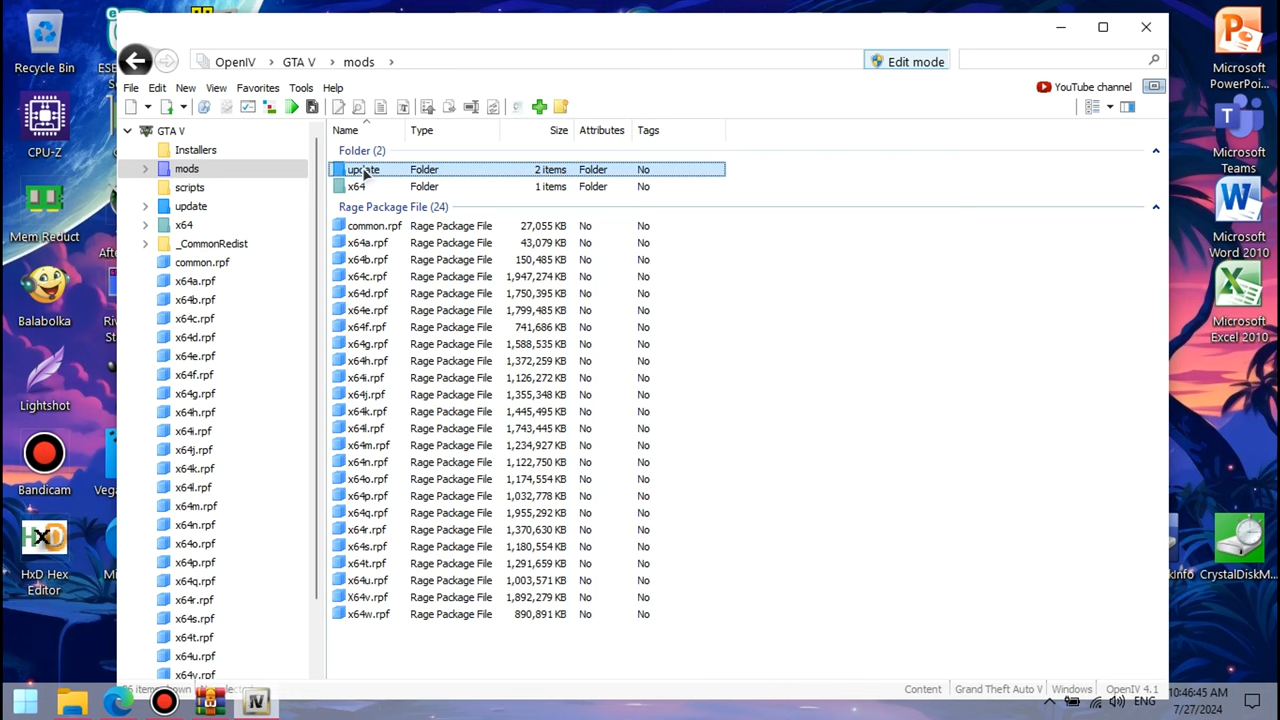 Recycle Bin
CPU-Z
Mem Reduct
Balabolka
Lightshot
Bandicam
HxD Hex
Editor
OpenIV > GTA V > mods >
Edit mode
File Edit New View Favorites Tools Help
YouTube channel
GTA V
Installers
mods
scripts
update
x64
_CommonRedist
common.rpf
x64a.rpf
x64b.rpf
x64c.rpf
x64d.rpf
x64e.rpf
x64f.rpf
x64g.rpf
x64h.rpf
x64i.rpf
x64j.rpf
x64k.rpf
x64l.rpf
x64m.rpf
x64n.rpf
x64o.rpf
x64p.rpf
x64q.rpf
x64r.rpf
x64s.rpf
x64t.rpf
x64u.rpf
x64v.rpf
Name Type Size Attributes Tags
Folder (2)
update Folder 2 items Folder No
x64 Folder 1 items Folder No
Rage Package File (24)
common.rpf Rage Package File 27,055 KB No No
x64a.rpf Rage Package File 43,079 KB No No
x64b.rpf Rage Package File 150,485 KB No No
x64c.rpf Rage Package File 1,947,274 KB No No
x64d.rpf Rage Package File 1,750,395 KB No No
x64e.rpf Rage Package File 1,799,485 KB No No
x64f.rpf Rage Package File 741,686 KB No No
x64g.rpf Rage Package File 1,588,535 KB No No
x64h.rpf Rage Package File 1,372,259 KB No No
x64i.rpf Rage Package File 1,126,272 KB No No
x64j.rpf Rage Package File 1,355,348 KB No No
x64k.rpf Rage Package File 1,445,495 KB No No
x64l.rpf Rage Package File 1,743,445 KB No No
x64m.rpf Rage Package File 1,234,927 KB No No
x64n.rpf Rage Package File 1,122,750 KB No No
x64o.rpf Rage Package File 1,174,554 KB No No
x64p.rpf Rage Package File 1,032,778 KB No No
x64q.rpf Rage Package File 1,955,292 KB No No
x64r.rpf Rage Package File 1,370,630 KB No No
x64s.rpf Rage Package File 1,180,554 KB No No
x64t.rpf Rage Package File 1,291,659 KB No No
x64u.rpf Rage Package File 1,003,571 KB No No
X64v.rpf Rage Package File 1,892,279 KB No No
x64w.rpf Rage Package File 890,891 KB No No
Content Grand Theft Auto V Windows OpenIV 4.1
Microsoft
PowerPoi...
Microsoft
Teams
Microsoft
Word 2010
Microsoft
Excel 2010
CrystalDiskM...
ENG
10:46:45 AM
7/27/2024